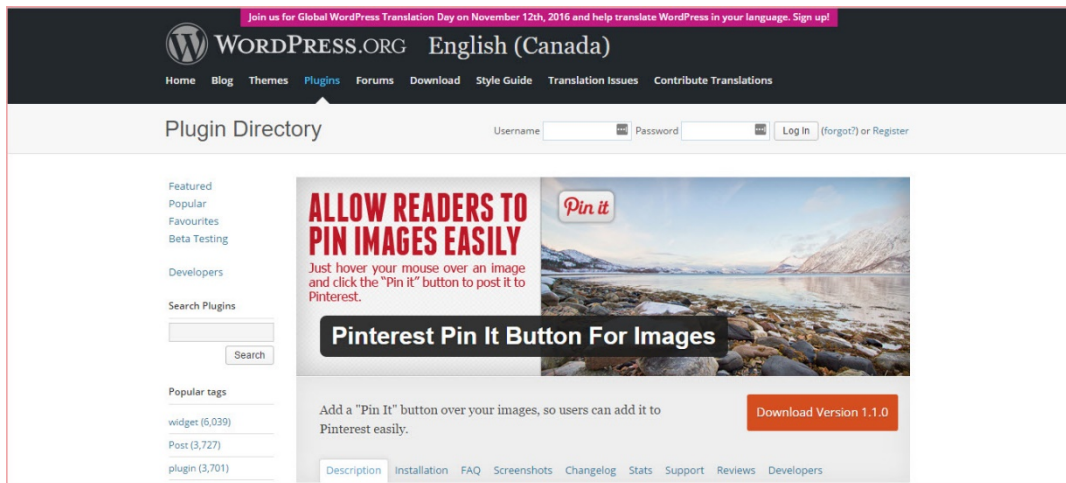 Join us for Global WordPress Translation Day on November 12th, 2016 and help translate WordPress in your language. Sign up!
WORDPRESS.ORG English (Canada)
Home Blog Themes Plugins Forums Download Style Guide Translation Issues Contribute Translations
Plugin Directory
Username Password Log In (forgot?) or Register
Featured
Popular
Favourites
Beta Testing
Developers
Search Plugins
Search
Popular tags
widget (6,039)
Post (3,727)
plugin (3,701)
ALLOW READERS TO
PIN IMAGES EASILY
Just hover your mouse over an image
and click the "Pin it" button to post it to
Pinterest.
Pin it
Pinterest Pin It Button For Images
Add a "Pin It" button over your images, so users can add it to
Pinterest easily.
Download Version 1.1.0
Description Installation FAQ Screenshots Changelog Stats Support Reviews Developers